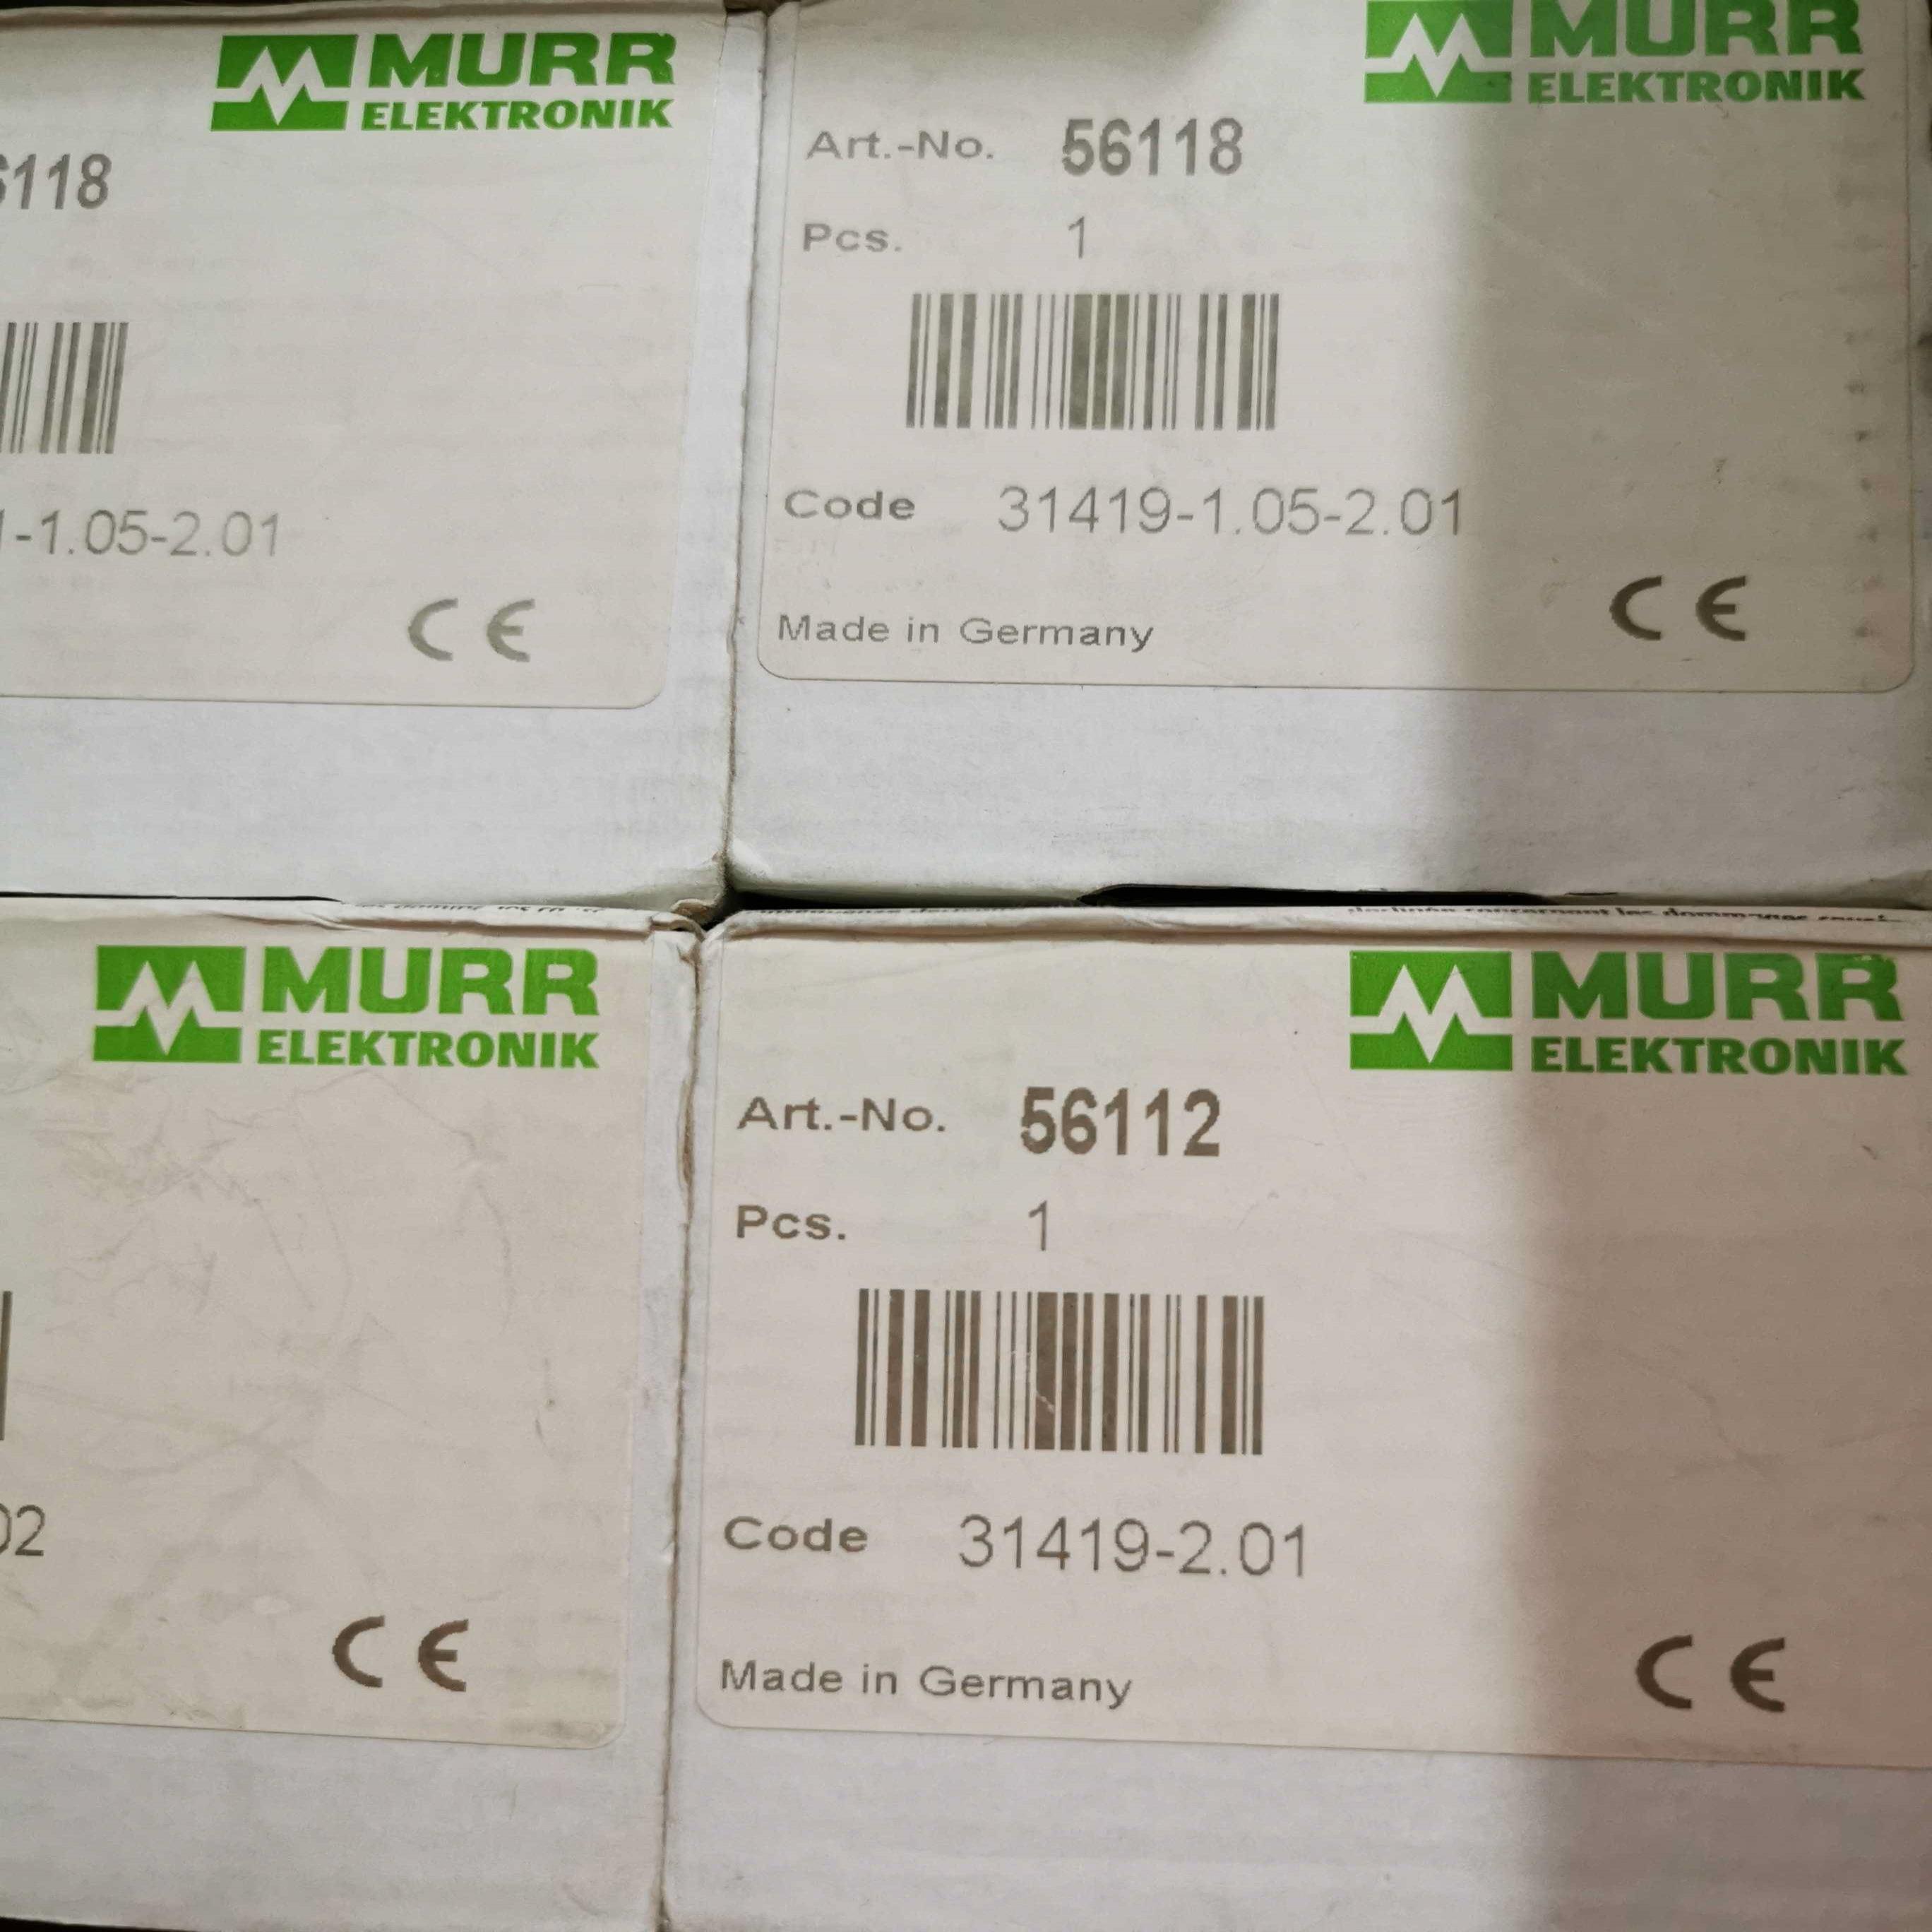 MURR
ELEKTRONIK
6118
-1.05-2.01
CE
MURR
ELEKTRONIK
Art.-No. 56118
Pcs. 1
Code 31419-1.05-2.01
Made in Germany CE
MURR
ELEKTRONIK
02
CE
MURR
ELEKTRONIK
Art.-No. 56112
Pcs. 1
Code 31419-2.01
Made in Germany CE